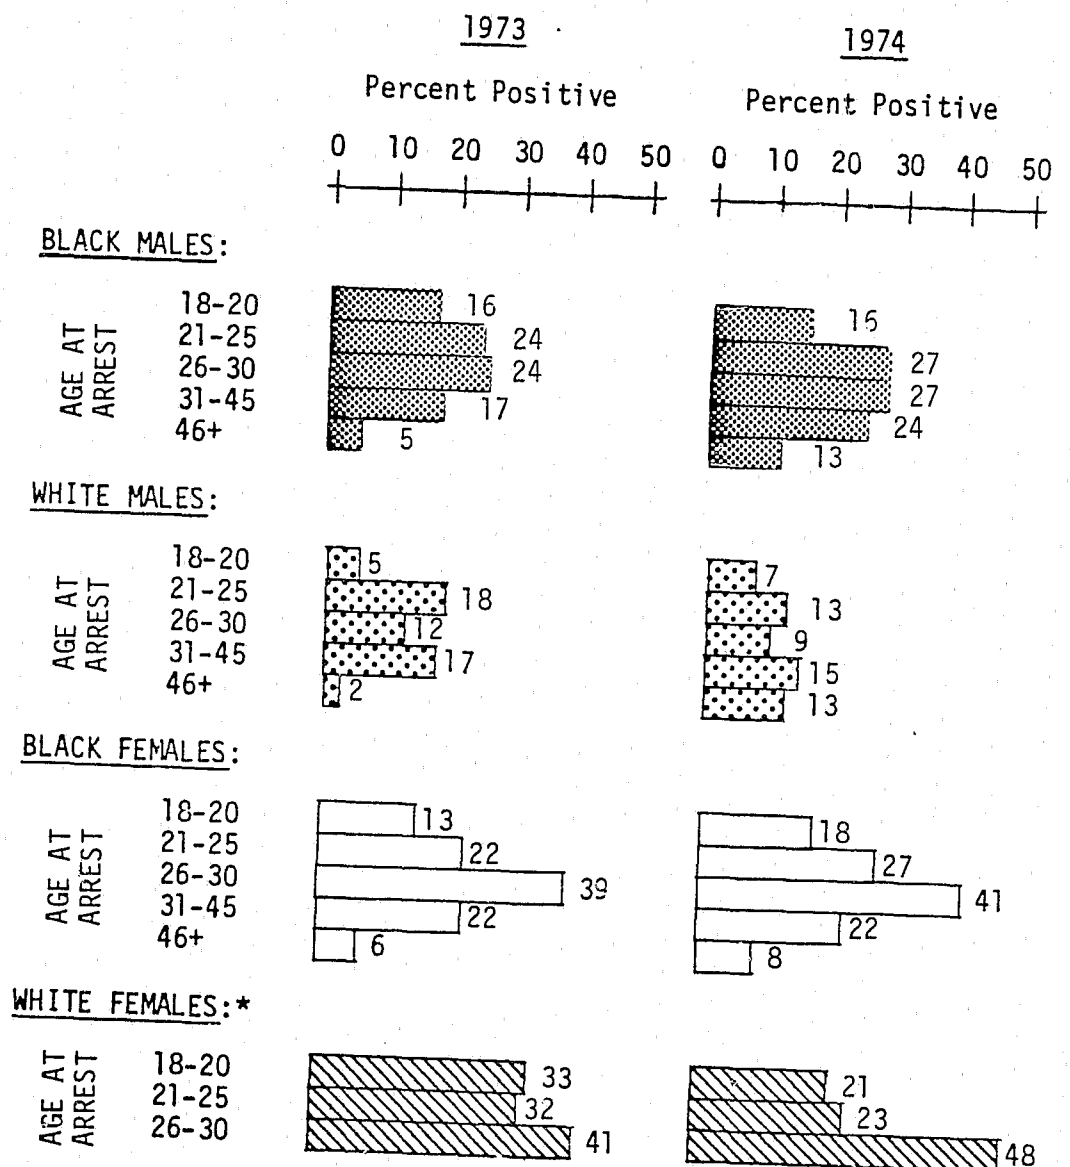 1973 1974
Percent Positive Percent Positive
0 10 20 30 40 50 0 10 20 30 40 50
BLACK MALES:
AGE AT ARREST
18-20 16 15
21-25 24 27
26-30 24 27
31-45 17 24
46+ 5 13
WHITE MALES:
AGE AT ARREST
18-20 5 7
21-25 18 13
26-30 12 9
31-45 17 15
46+ 2 13
BLACK FEMALES:
AGE AT ARREST
18-20 13 18
21-25 22 27
26-30 39 41
31-45 22 22
46+ 6 8
WHITE FEMALES:*
AGE AT ARREST
18-20 33 21
21-25 32 23
26-30 41 48